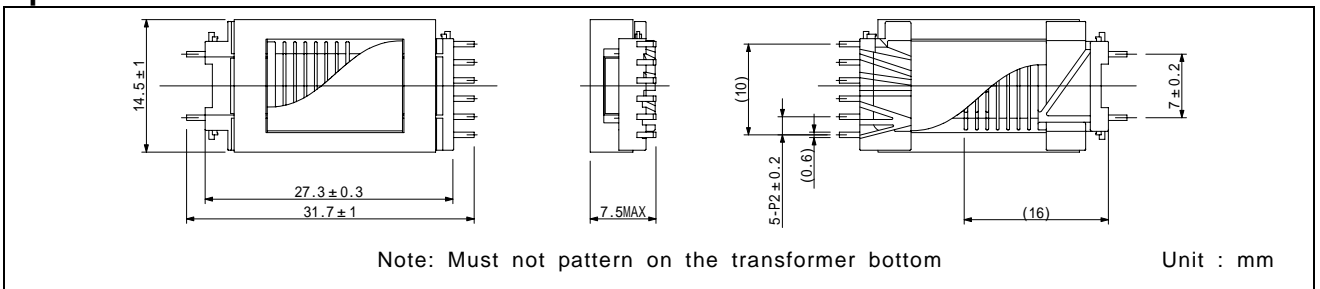 14.5±1
27.3±0.3
31.7±1
7.5MAX
(10)
5-P2±0.2
(0.6)
(16)
7±0.2
Note: Must not pattern on the transformer bottom
Unit : mm